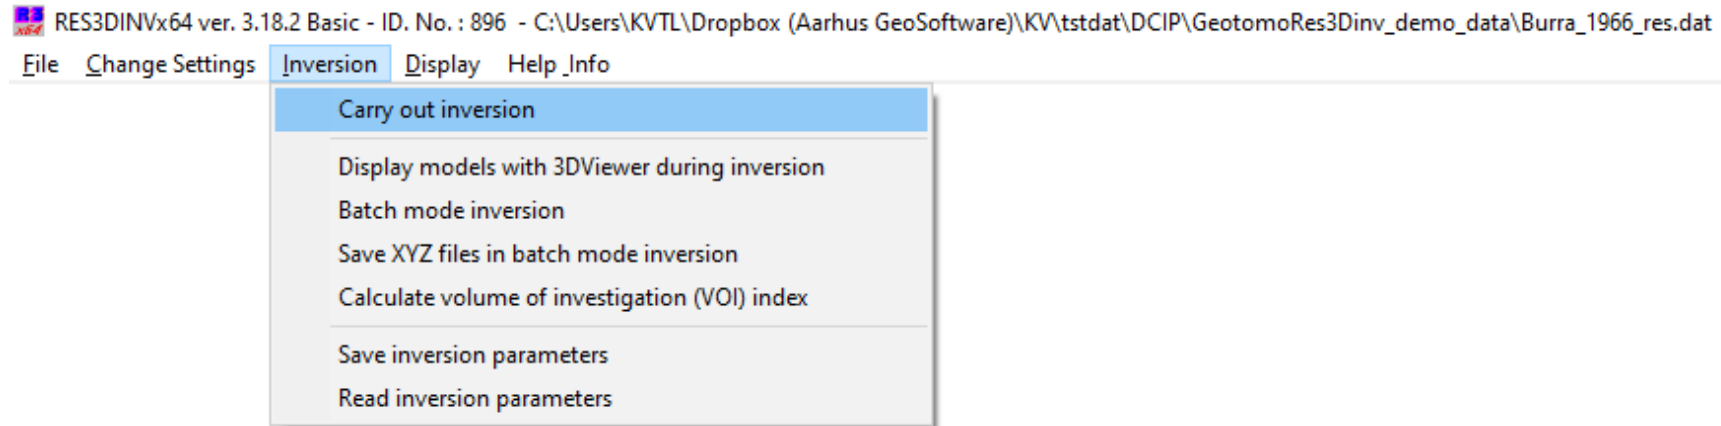 RES3DINVx64 ver. 3.18.2 Basic - ID. No. : 896 - C:\Users\KVTL\Dropbox (Aarhus GeoSoftware)\KV\tstdat\DCIP\GeotomoRes3Dinv_demo_data\Burra_1966_res.dat
File Change Settings Inversion Display Help _Info
Carry out inversion
Display models with 3DViewer during inversion
Batch mode inversion
Save XYZ files in batch mode inversion
Calculate volume of investigation (VOI) index
Save inversion parameters
Read inversion parameters